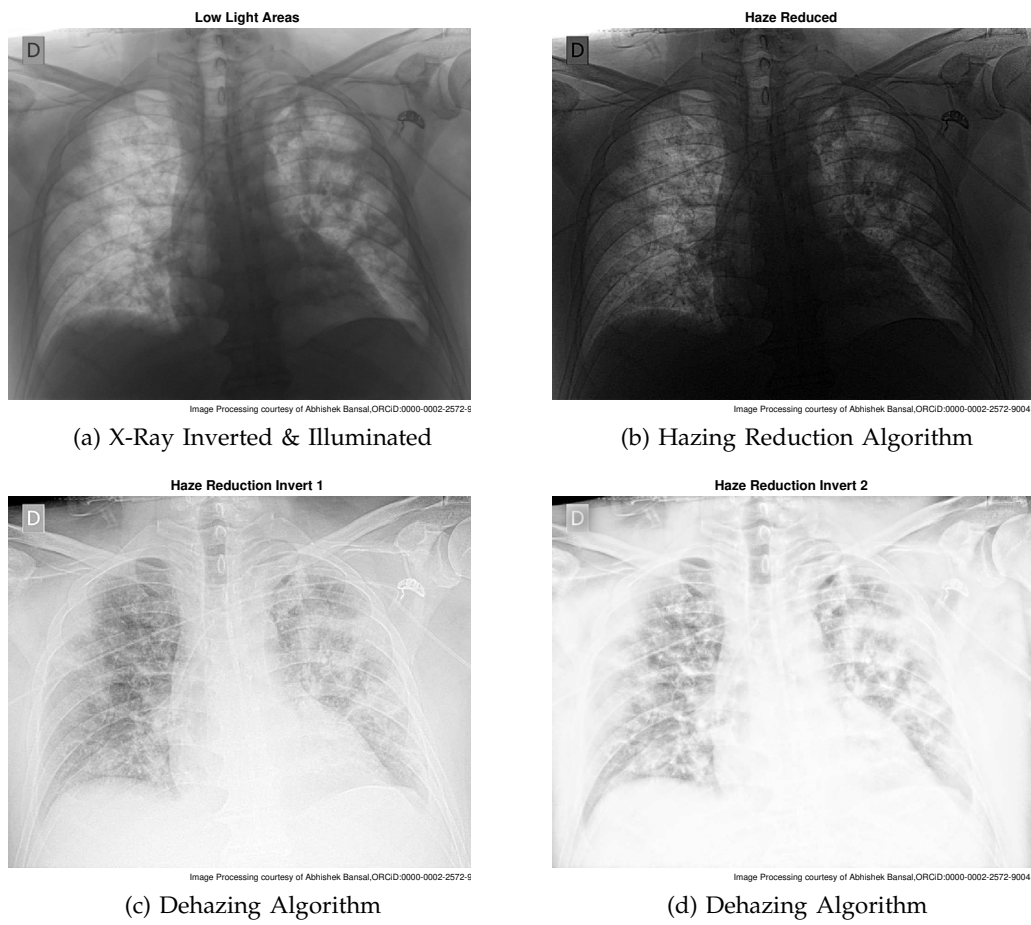 Low Light Areas
Haze Reduced
D
D
Image Processing courtesy of Abhishek Bansal,ORCiD:0000-0002-2572-9
Image Processing courtesy of Abhishek Bansal,ORCiD:0000-0002-2572-9004
(a) X-Ray Inverted & Illuminated
(b) Hazing Reduction Algorithm
Haze Reduction Invert 1
Haze Reduction Invert 2
D
D
Image Processing courtesy of Abhishek Bansal,ORCiD:0000-0002-2572-9
Image Processing courtesy of Abhishek Bansal,ORCiD:0000-0002-2572-9004
(c) Dehazing Algorithm
(d) Dehazing Algorithm